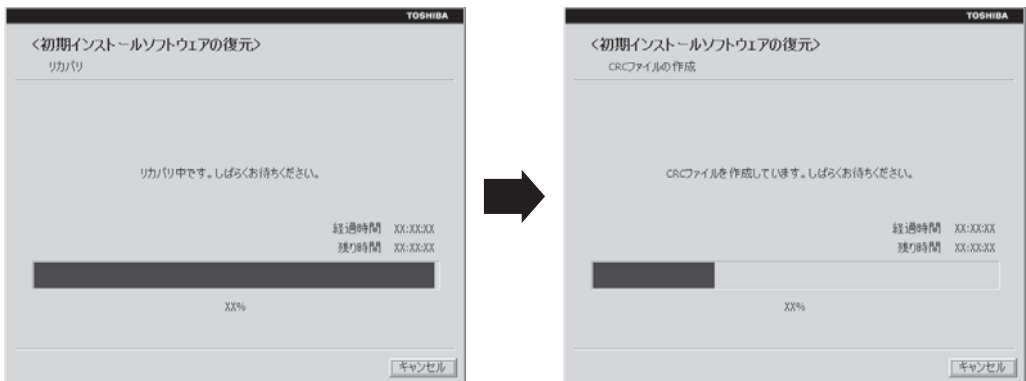 TOSHIBA
<初期インストールソフトウェアの復元>
リカバリ
リカバリ中です。しばらくお待ちください。
経過時間 XX:XX:XX
残り時間 XX:XX:XX
XX%
キャンセル
TOSHIBA
<初期インストールソフトウェアの復元>
CRCファイルの作成
CRCファイルを作成しています。しばらくお待ちください。
経過時間 XX:XX:XX
残り時間 XX:XX:XX
XX%
キャンセル